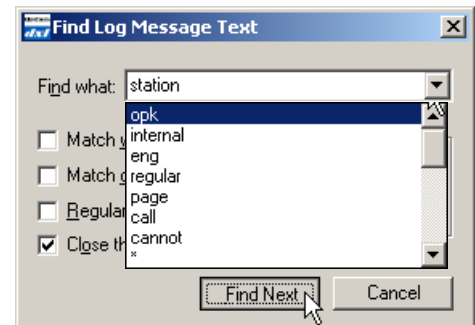 Find Log Message Text
Find what: station
opk
Match internal
eng
Match regular
page
Regular call
Close th cannot
*
Find Next Cancel